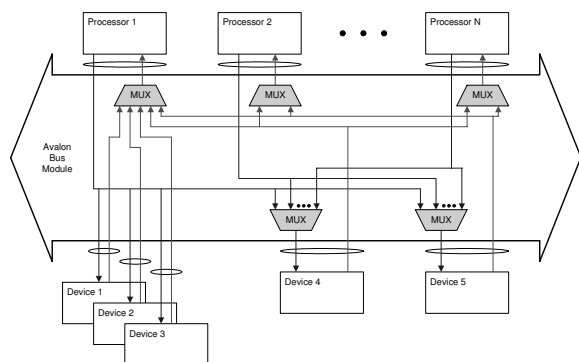 Processor 1
Processor 2
Processor N
MUX
MUX
MUX
Avalon
Bus
Module
MUX
MUX
Device 1
Device 2
Device 3
Device 4
Device 5